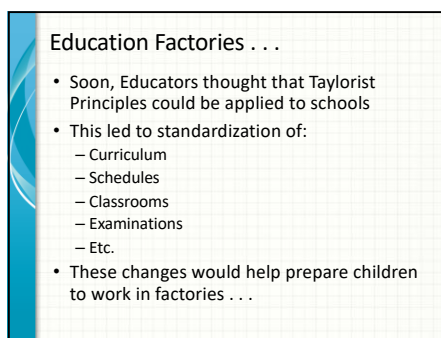 Education Factories . . .
• Soon, Educators thought that Taylorist
Principles could be applied to schools
• This led to standardization of:
– Curriculum
– Schedules
– Classrooms
– Examinations
– Etc.
• These changes would help prepare children
to work in factories . . .